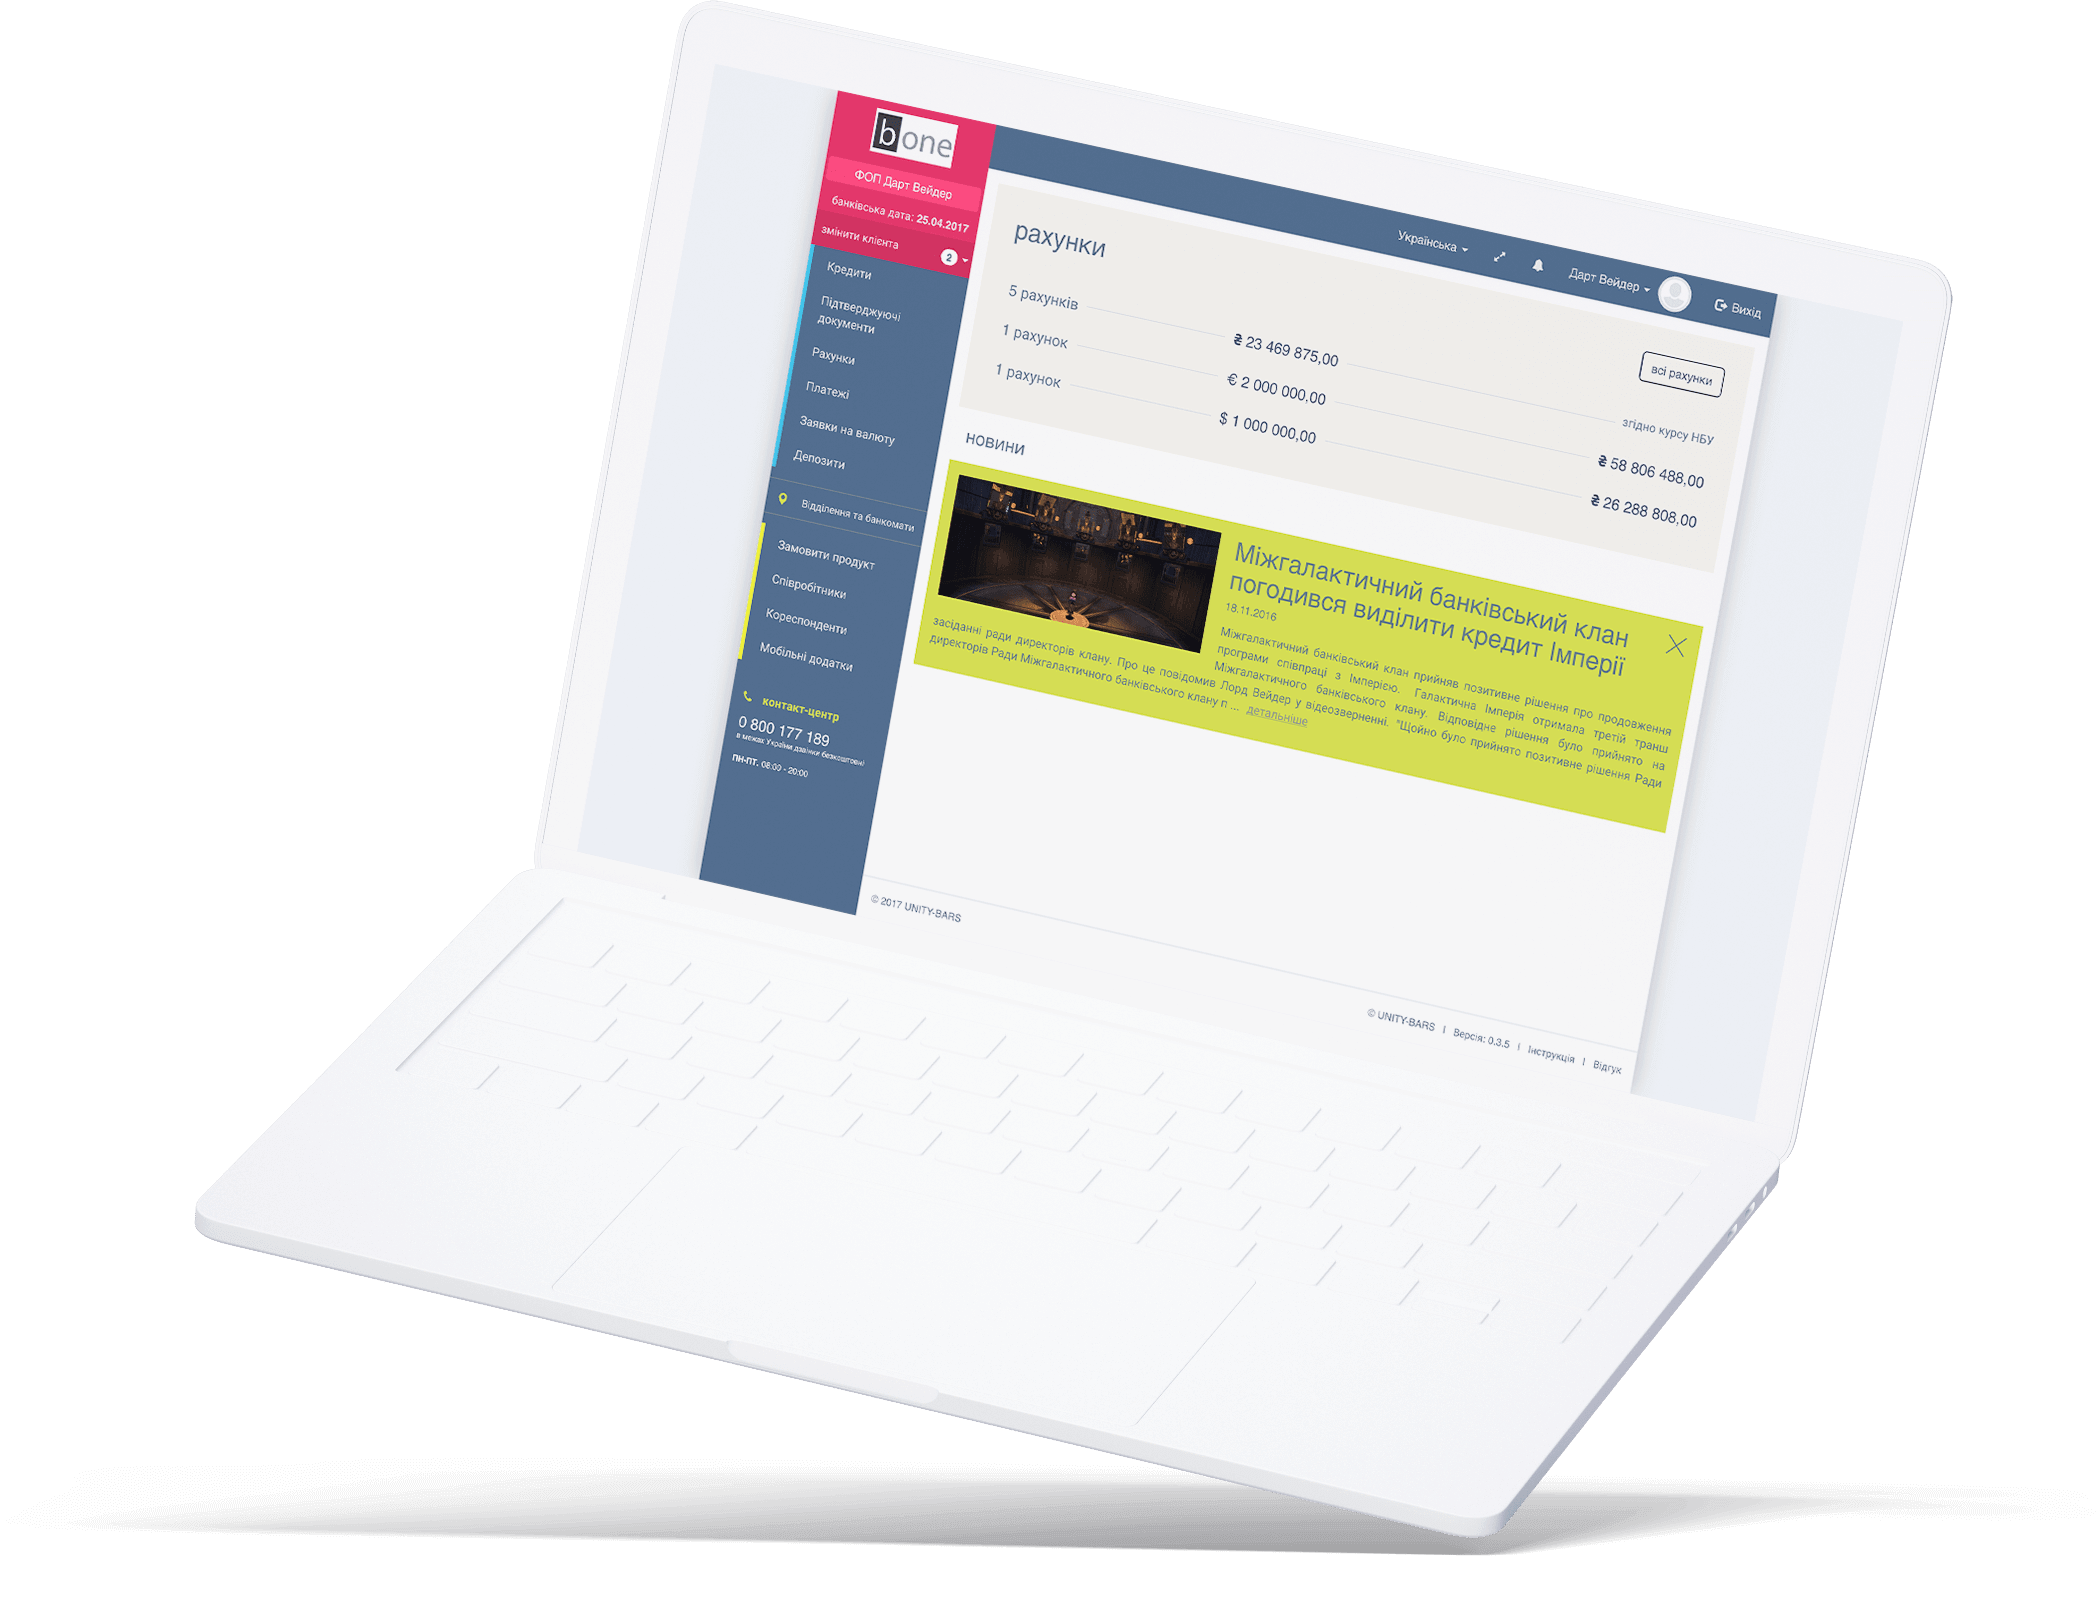 bone
ФОП Дарт Вейдер
банківська дата: 25.04.2017
змінити клієнта 2
Кредити
Підтверджуючі
документи
Рахунки
Платежі
Заявки на валюту
Депозити
Відділення та банкомати
Замовити продукт
Співробітники
Кореспонденти
Мобільні додатки
контакт-центр
0 800 177 189
в межах України дзвінки безкоштовні
ПН-ПТ. 08:00 - 20:00
Українська
Дарт Вейдер
Вихід
рахунки
всі рахунки
5 рахунків ₴ 23 469 875,00 згідно курсу НБУ
1 рахунок € 2 000 000,00 ₴ 58 806 488,00
1 рахунок $ 1 000 000,00 ₴ 26 288 808,00
новини
Міжгалактичний банківський клан
погодився виділити кредит Імперії
18.11.2016
Міжгалактичний банківський клан прийняв позитивне рішення про продовження
програми співпраці з Імперією. Галактична Імперія отримала третій транш
Міжгалактичного банківського клану. Відповідне рішення було прийнято на
засіданні ради директорів клану. Про це повідомив Лорд Вейдер у відеозверненні. "Щойно було прийнято позитивне рішення Ради
директорів Ради Міжгалактичного банківського клану п ... детальніше
© 2017 UNITY-BARS
© UNITY-BARS | Версія: 0.3.5 | Інструкція | Відгук